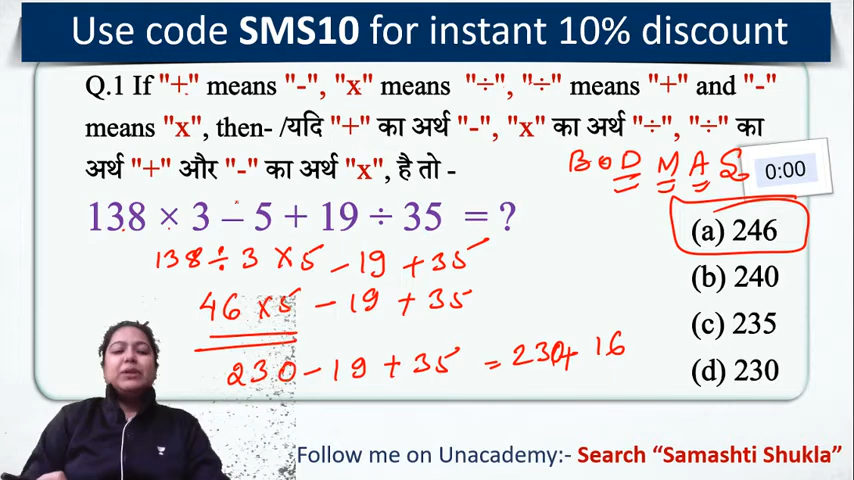 Use code SMS10 for instant 10% discount
Q.1 If "+" means "-", "x" means "÷", "÷" means "+" and "-"
means "x", then- /यदि "+" का अर्थ "-", "x" का अर्थ "÷", "÷" का
अर्थ "+" और "-" का अर्थ "x", है तो -
BODMAS
0:00
138 × 3 – 5 + 19 ÷ 35 = ?
138 ÷ 3 × 5 - 19 + 35
46 × 5 - 19 + 35
230 - 19 + 35 = 230 + 16
(a) 246
(b) 240
(c) 235
(d) 230
Follow me on Unacademy:- Search “Samashti Shukla”